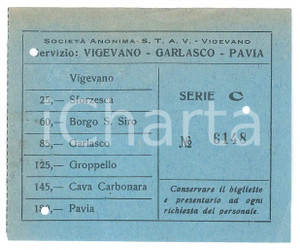 SOCIETÀ ANONIMA - S. T. A. V. - VIGEVANO
Servizio: VIGEVANO - GARLASCO - PAVIA
Vigevano
25,— Sforzesca
60,— Borgo S. Siro
85,— Garlasco
125,— Groppello
145,— Cava Carbonara
Pavia
SERIE C
№ 6148
Conservare il biglietto
e presentarlo ad ogni
richiesta del personale.
iCharta